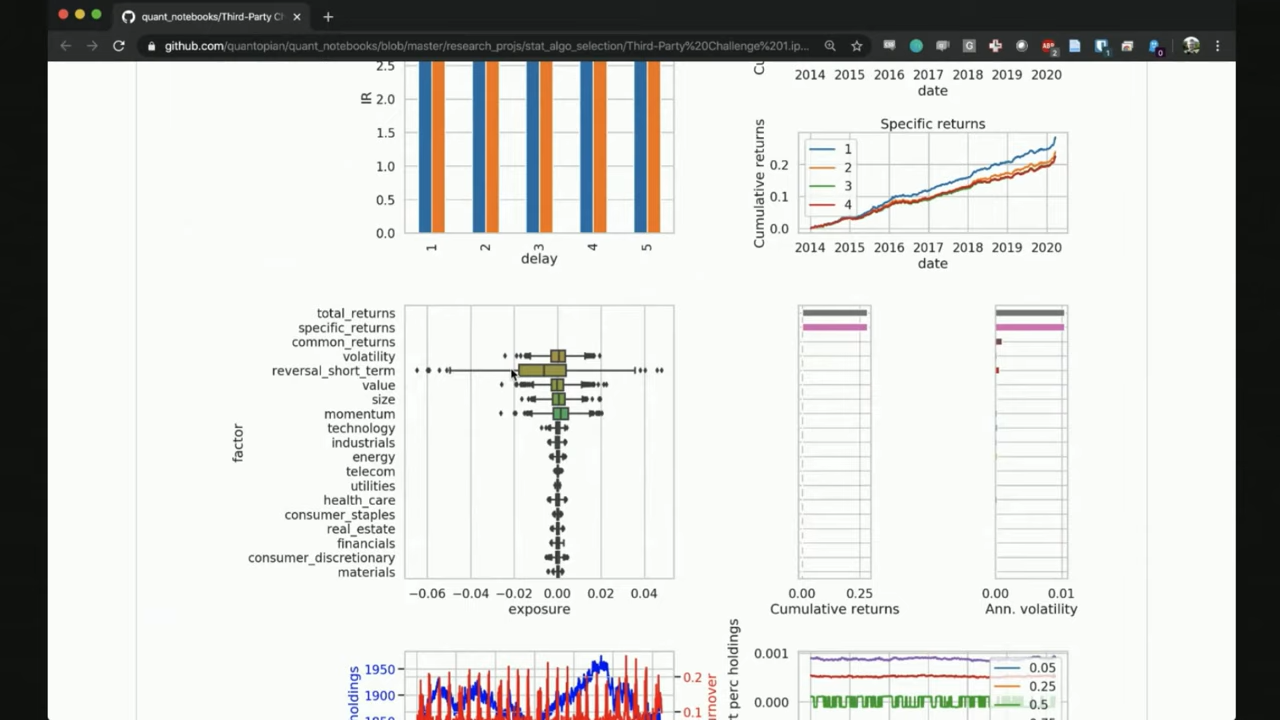 quant_notebooks/Third-Party C
github.com/quantopian/quant_notebooks/blob/master/research_projs/stat_algo_selection/Third-Party%20Challenge%201.ip...
2.5
2.0
1.5
1.0
0.5
0.0
IR
1 2 3 4 5
delay
2014 2015 2016 2017 2018 2019 2020
date
Specific returns
Cumulative returns
0.2
0.1
0.0
1
2
3
4
2014 2015 2016 2017 2018 2019 2020
date
factor
total_returns
specific_returns
common_returns
volatility
reversal_short_term
value
size
momentum
technology
industrials
energy
telecom
utilities
health_care
consumer_staples
real_estate
financials
consumer_discretionary
materials
−0.06 −0.04 −0.02 0.00 0.02 0.04
exposure
0.00 0.25
Cumulative returns
0.00 0.01
Ann. volatility
holdings
1950
1900
0.2
0.1
turnover
t perc holdings
0.001
0.000
0.05
0.25
0.5